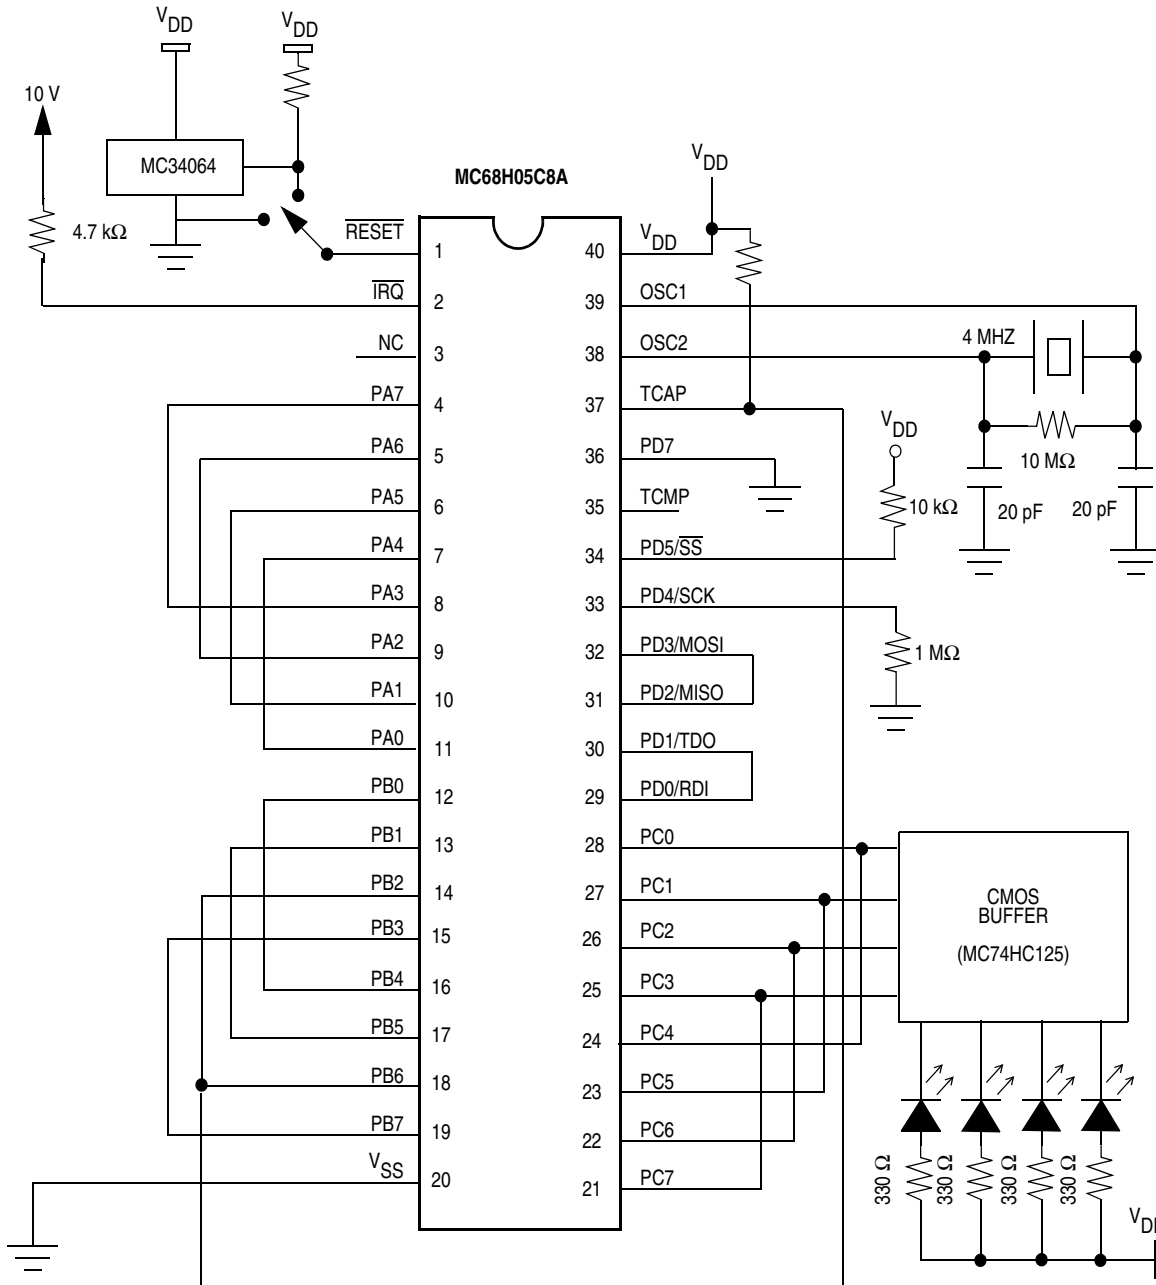 VDD
VDD
10 V
MC34064
4.7 kΩ
MC68H05C8A
RESET
1
IRQ
2
NC
3
PA7
4
PA6
5
PA5
6
PA4
7
PA3
8
PA2
9
PA1
10
PA0
11
PB0
12
PB1
13
PB2
14
PB3
15
PB4
16
PB5
17
PB6
18
PB7
19
VSS
20
VDD
40
VDD
39
OSC1
38
OSC2
37
TCAP
36
PD7
35
TCMP
34
PD5/SS
33
PD4/SCK
32
PD3/MOSI
31
PD2/MISO
30
PD1/TDO
29
PD0/RDI
28
PC0
27
PC1
26
PC2
25
PC3
24
PC4
23
PC5
22
PC6
21
PC7
4 MHZ
10 MΩ
20 pF
20 pF
VDD
10 kΩ
1 MΩ
CMOS
BUFFER
(MC74HC125)
330 Ω
330 Ω
330 Ω
330 Ω